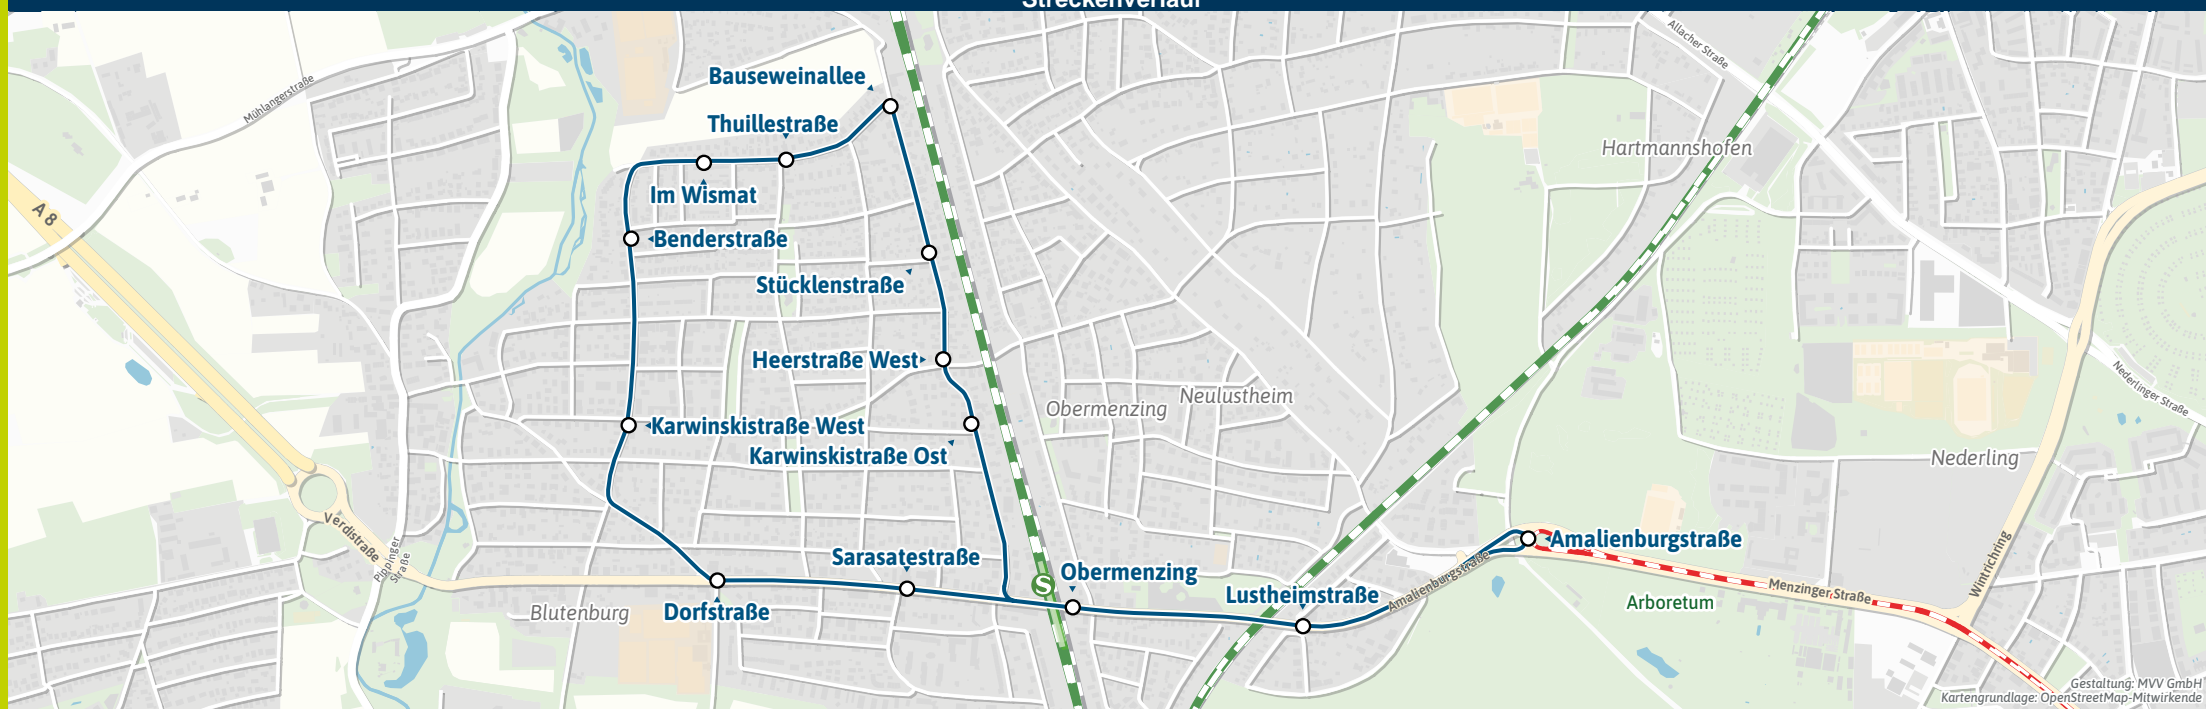 Streckenverlauf
Allacher Straße
Bauseweinallee
Mühlangerstraße
Thuillestraße
Hartmannshofen
Im Wismat
A 8
Benderstraße
Stücklenstraße
Heerstraße West
Nederlinger Straße
Neulustheim
Obermenzing
Karwinskistraße West
Karwinskistraße Ost
Nederling
Verdistraße
Pippinger
Straße
Amalienburgstraße
Sarasatestraße
S
Obermenzing
Wintrichring
Amalienburgstraße
Menzinger Straße
Lustheimstraße
Arboretum
Blutenburg
Dorfstraße
Gestaltung: MVV GmbH
Kartengrundlage: OpenStreetMap-Mitwirkende